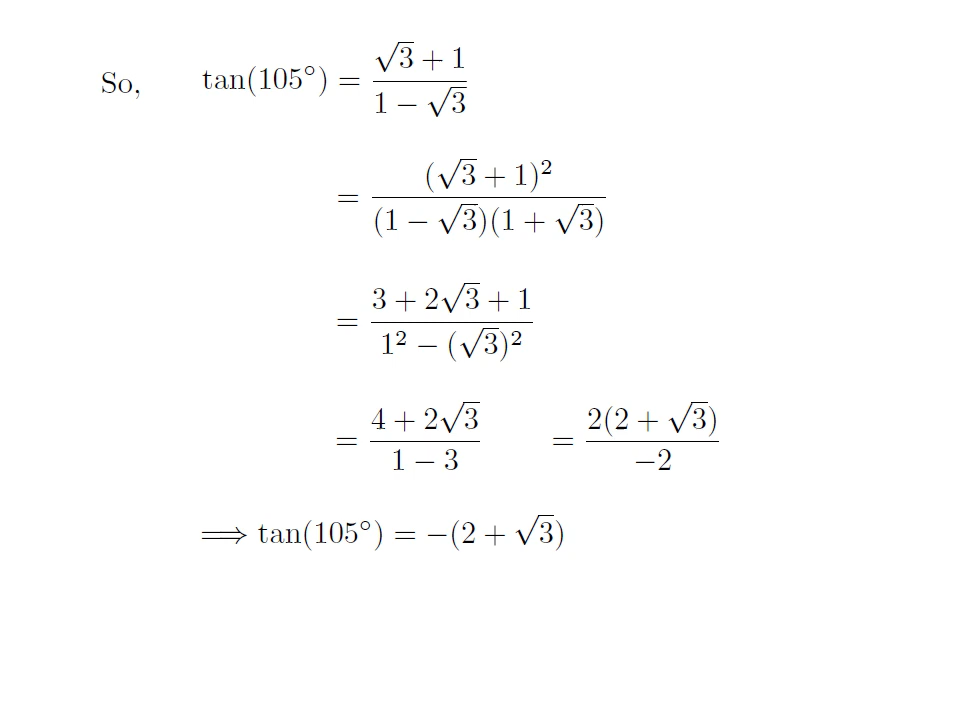 So, tan(105°) = (√3 + 1)/(1 − √3)
= (√3 + 1)²/((1 − √3)(1 + √3))
= (3 + 2√3 + 1)/(1² − (√3)²)
= (4 + 2√3)/(1 − 3) = 2(2 + √3)/−2
⟹ tan(105°) = −(2 + √3)